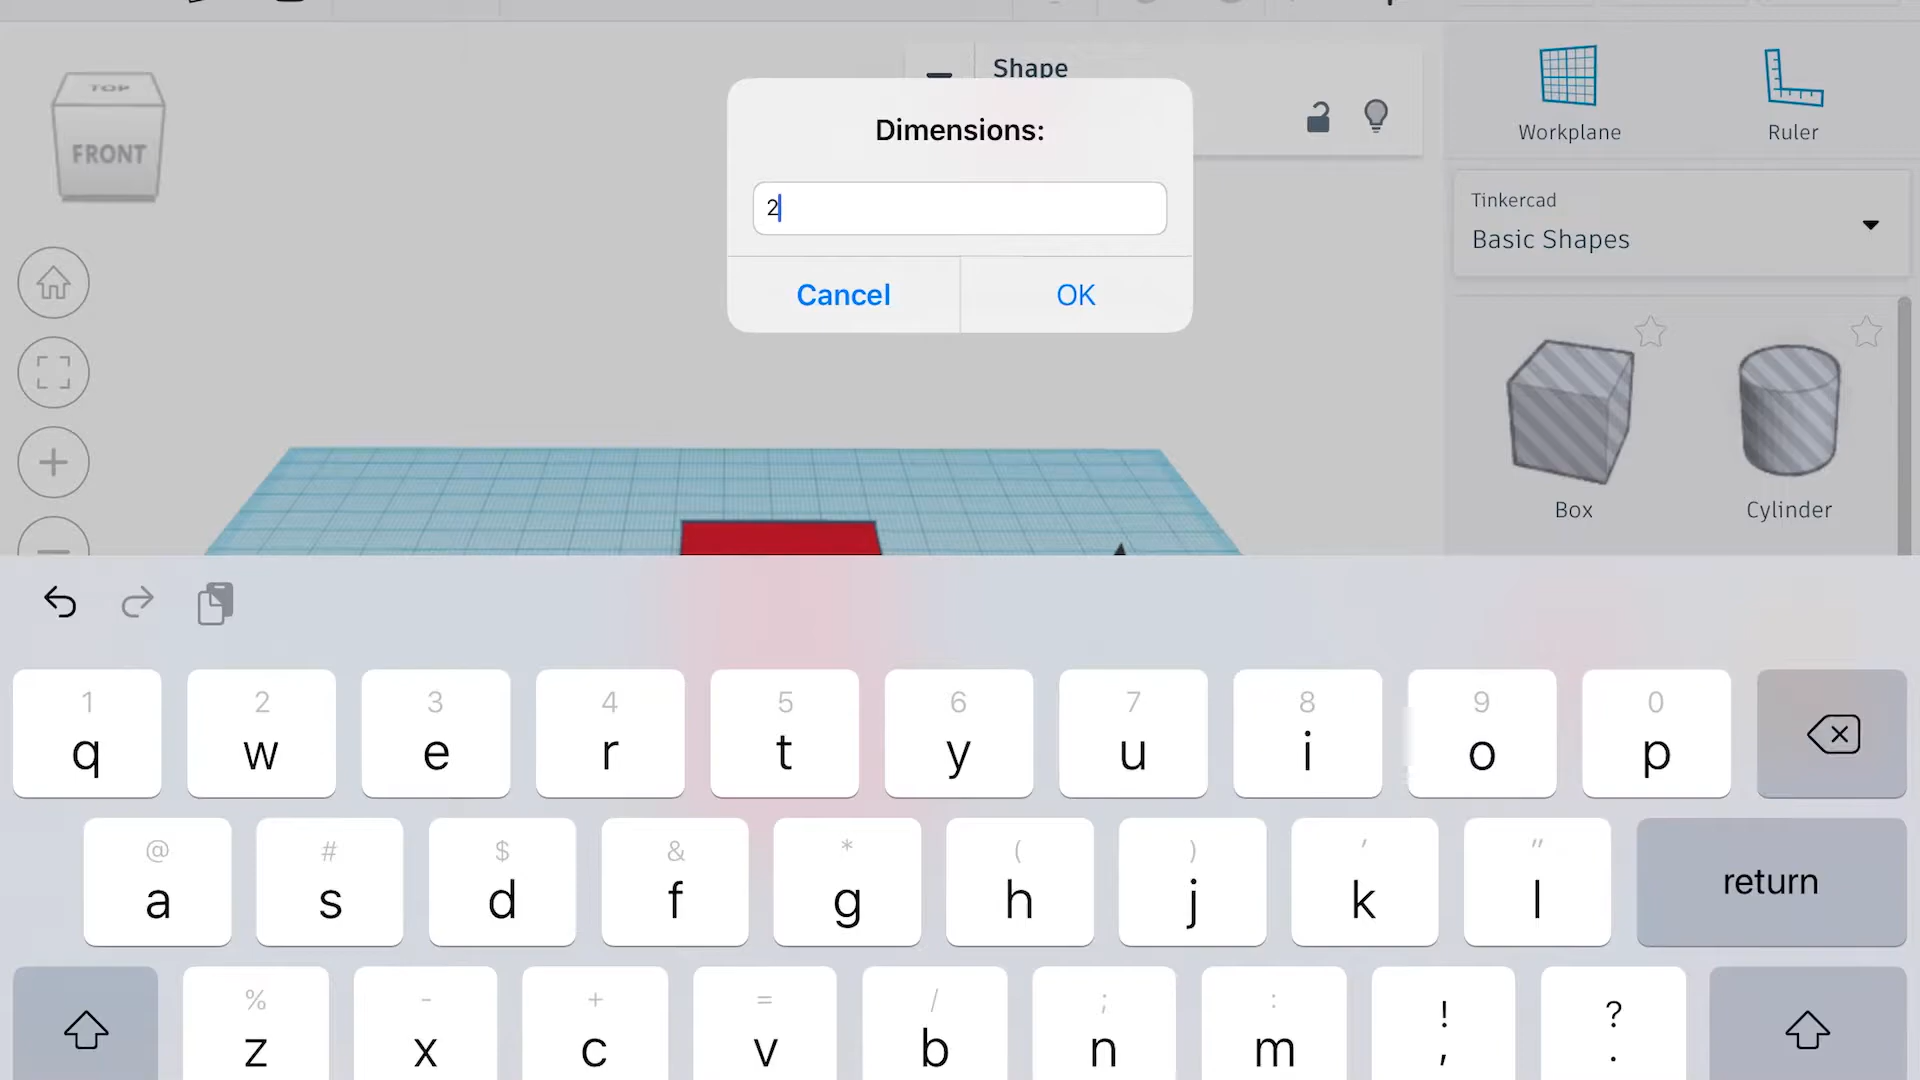 Shape
TOP
FRONT
Dimensions:
2
Cancel
OK
Workplane
Ruler
Tinkercad
Basic Shapes
Box
Cylinder
1 2 3 4 5 6 7 8 9 0
q w e r t y u i o p
@ # $ & * ( ) ' "
a s d f g h j k l return
% - + = / ; : ! ?
z x c v b n m , .